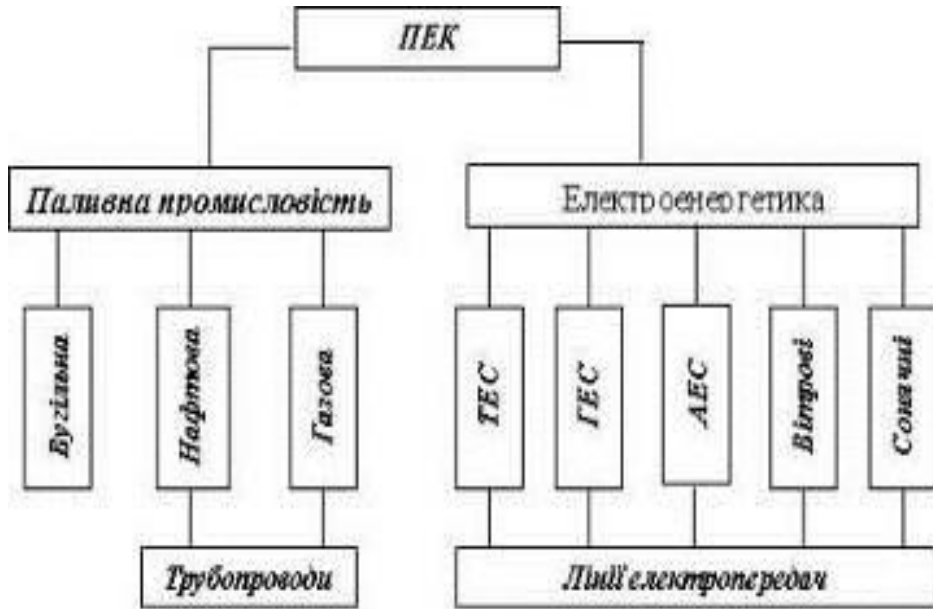 ПЕК
Паливна промисловість
Електроенергетика
Вугільна
Нафтова
Газова
ТЕС
ГЕС
АЕС
Вітрові
Сонячні
Трубопроводи
Лінії електропередач